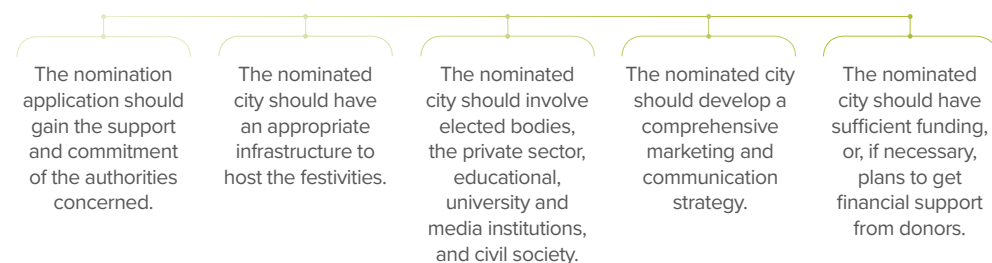 The nomination
application should
gain the support
and commitment
of the authorities
concerned.
The nominated
city should have
an appropriate
infrastructure to
host the festivities.
The nominated
city should involve
elected bodies,
the private sector,
educational,
university and
media institutions,
and civil society.
The nominated city
should develop a
comprehensive
marketing and
communication
strategy.
The nominated
city should have
sufficient funding,
or, if necessary,
plans to get
financial support
from donors.